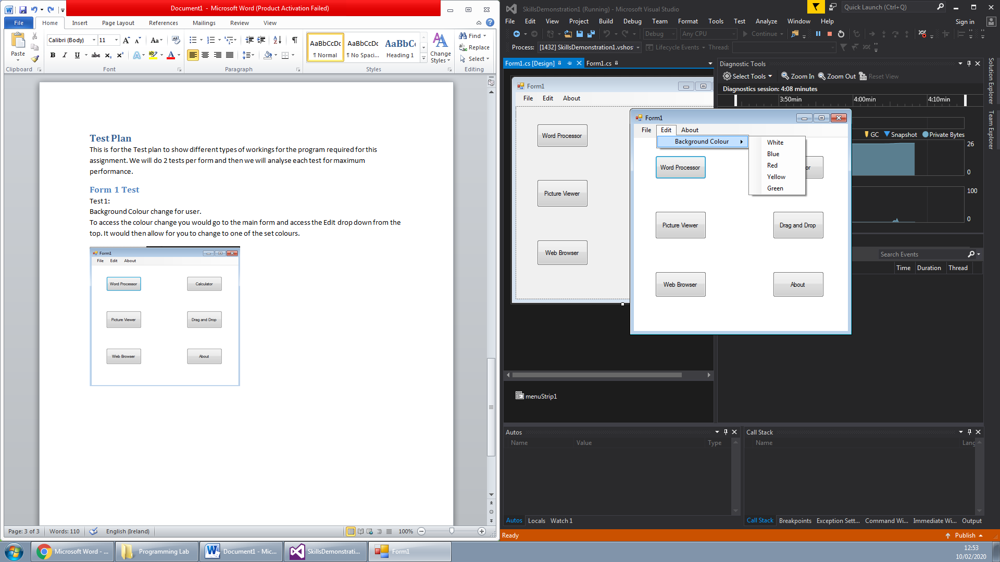 Document1 - Microsoft Word (Product Activation Failed)
File
Home
Insert
Page Layout
References
Mailings
Review
View
Paste
Calibri (Body)
11
Clipboard
Font
Paragraph
AaBbCcDc
¶ Normal
AaBbCcDc
¶ No Spaci...
AaBbC
Heading 1
Change
Styles
Styles
Find
Replace
Select
Editing
Test Plan
This is for the Test plan to show different types of workings for the program required for this
assignment. We will do 2 tests per form and then we will analyse each test for maximum
performance.
Form 1 Test
Test 1:
Background Colour change for user.
To access the colour change you would go to the main form and access the Edit drop down from the
top. It would then allow for you to change to one of the set colours.
Form1
File Edit About
Word Processor
Calculator
Picture Viewer
Drag and Drop
Web Browser
About
Page: 3 of 3
Words: 110
English (Ireland)
100%
SkillsDemonstration1 (Running) - Microsoft Visual Studio
Quick Launch (Ctrl+Q)
File Edit View Project Build Debug Team Format Tools Test Analyze Window Help
Sign in
Debug
Any CPU
Continue
Process: [1432] SkillsDemonstration1.vshos
Lifecycle Events
Thread:
Form1.cs [Design]
Form1.cs
Form1
File Edit About
Word Processor
Picture Viewer
Web Browser
menuStrip1
Diagnostic Tools
Select Tools
Zoom In
Zoom Out
Reset View
Diagnostics session: 4:08 minutes
3:50min
4:00min
4:10min
GC
Snapshot
Private Bytes
26
0
100
0
Search Events
Time
Duration
Thread
Solution Explorer
Team Explorer
Form1
File Edit About
Background Colour
White
Blue
Red
Yellow
Green
Word Processor
or
Picture Viewer
Drag and Drop
Web Browser
About
Autos
Name
Value
Type
Autos
Locals
Watch 1
Call Stack
Name
Lang
Call Stack
Breakpoints
Exception Sett...
Command Wi...
Immediate Wi...
Output
Ready
Publish
Microsoft Word - ...
Programming Lab
Document1 - Mic...
SkillsDemonstrati...
Form1
12:53
10/02/2020